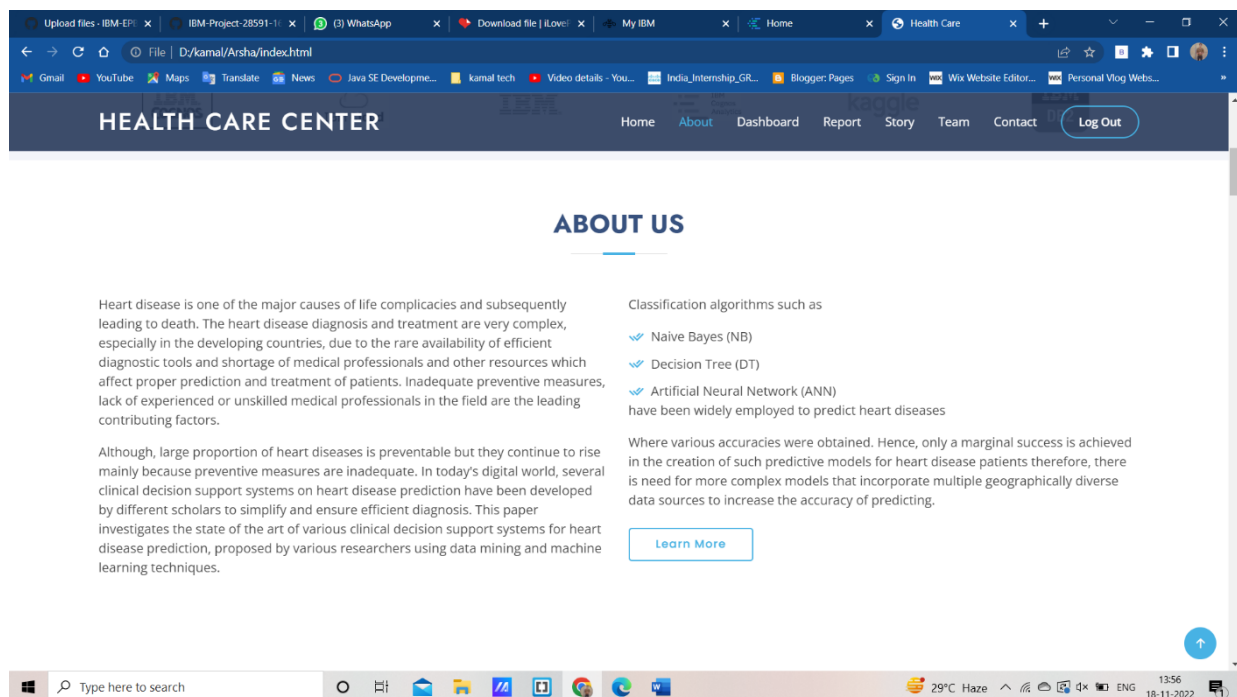 Upload files - IBM-EPI
IBM-Project-28591-1
(3) WhatsApp
Download file | iLoveP
My IBM
Home
Health Care
File | D:/kamal/Arsha/index.html
Gmail
YouTube
Maps
Translate
News
Java SE Developme...
kamal tech
Video details - You...
India_Internship_GR...
Blogger: Pages
Sign In
Wix Website Editor...
Personal Vlog Webs...
»
HEALTH CARE CENTER
IBM
kaggle
Home About Dashboard Report Story Team Contact Log Out
ABOUT US
Heart disease is one of the major causes of life complicacies and subsequently
leading to death. The heart disease diagnosis and treatment are very complex,
especially in the developing countries, due to the rare availability of efficient
diagnostic tools and shortage of medical professionals and other resources which
affect proper prediction and treatment of patients. Inadequate preventive measures,
lack of experienced or unskilled medical professionals in the field are the leading
contributing factors.
Although, large proportion of heart diseases is preventable but they continue to rise
mainly because preventive measures are inadequate. In today's digital world, several
clinical decision support systems on heart disease prediction have been developed
by different scholars to simplify and ensure efficient diagnosis. This paper
investigates the state of the art of various clinical decision support systems for heart
disease prediction, proposed by various researchers using data mining and machine
learning techniques.
Classification algorithms such as
Naive Bayes (NB)
Decision Tree (DT)
Artificial Neural Network (ANN)
have been widely employed to predict heart diseases
Where various accuracies were obtained. Hence, only a marginal success is achieved
in the creation of such predictive models for heart disease patients therefore, there
is need for more complex models that incorporate multiple geographically diverse
data sources to increase the accuracy of predicting.
Learn More
Type here to search
29°C Haze
ENG
13:56
18-11-2022